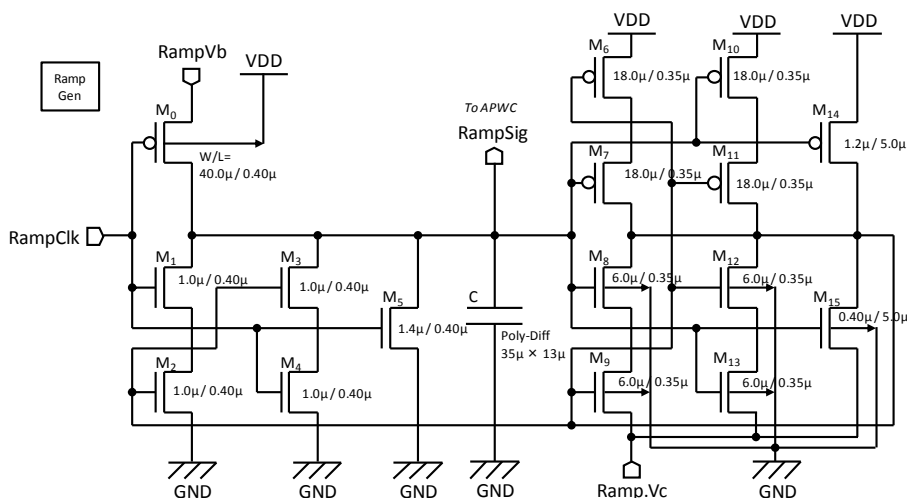 Ramp
Gen
RampVb
VDD
M0
W/L=
40.0μ/0.40μ
RampClk
M1
1.0μ/0.40μ
M2
1.0μ/0.40μ
GND
M3
1.0μ/0.40μ
M4
1.0μ/0.40μ
GND
M5
1.4μ/0.40μ
GND
To APWC
RampSig
C
Poly-Diff
35μ × 13μ
GND
VDD
M6
18.0μ/0.35μ
M7
18.0μ/0.35μ
M8
6.0μ/0.35μ
M9
6.0μ/0.35μ
Ramp.Vc
VDD
M10
18.0μ/0.35μ
M11
18.0μ/0.35μ
M12
6.0μ/0.35μ
M13
6.0μ/0.35μ
GND
VDD
M14
1.2μ/5.0μ
M15
0.40μ/5.0μ